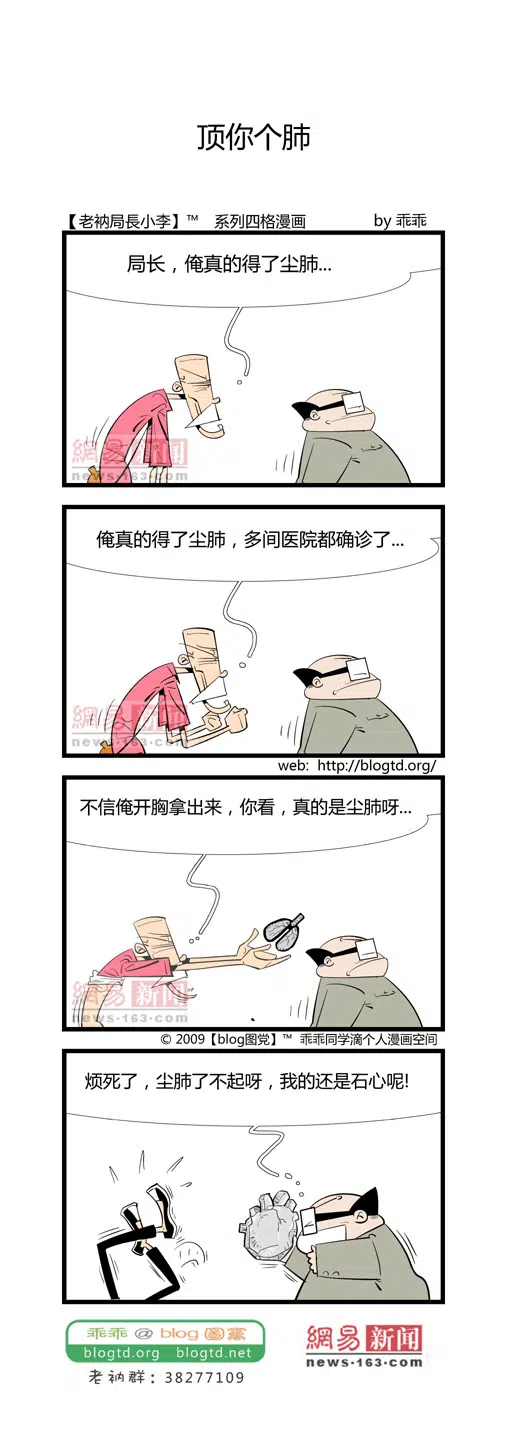 顶你个肺
【老衲局長小李】™ 系列四格漫画 by 乖乖
局长，俺真的得了尘肺...
網易 新闻
news·163·com
俺真的得了尘肺，多间医院都确诊了...
網易 新闻
news·163·com
web: http://blogtd.org/
不信俺开胸拿出来，你看，真的是尘肺呀...
網易 新闻
news·163·com
© 2009【blog图党】™ 乖乖同学滴个人漫画空间
烦死了，尘肺了不起呀，我的还是石心呢!
乖乖@blog圖黨
blogtd.org blogtd.net
老衲群：38277109
網易 新闻
news·163·com